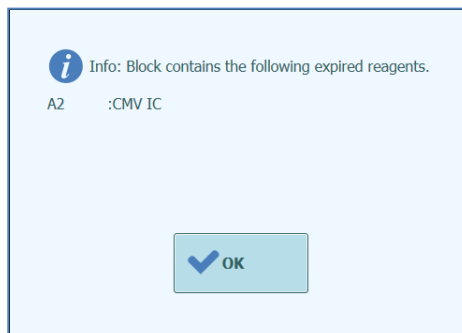 Info: Block contains the following expired reagents.
A2 :CMV IC
OK